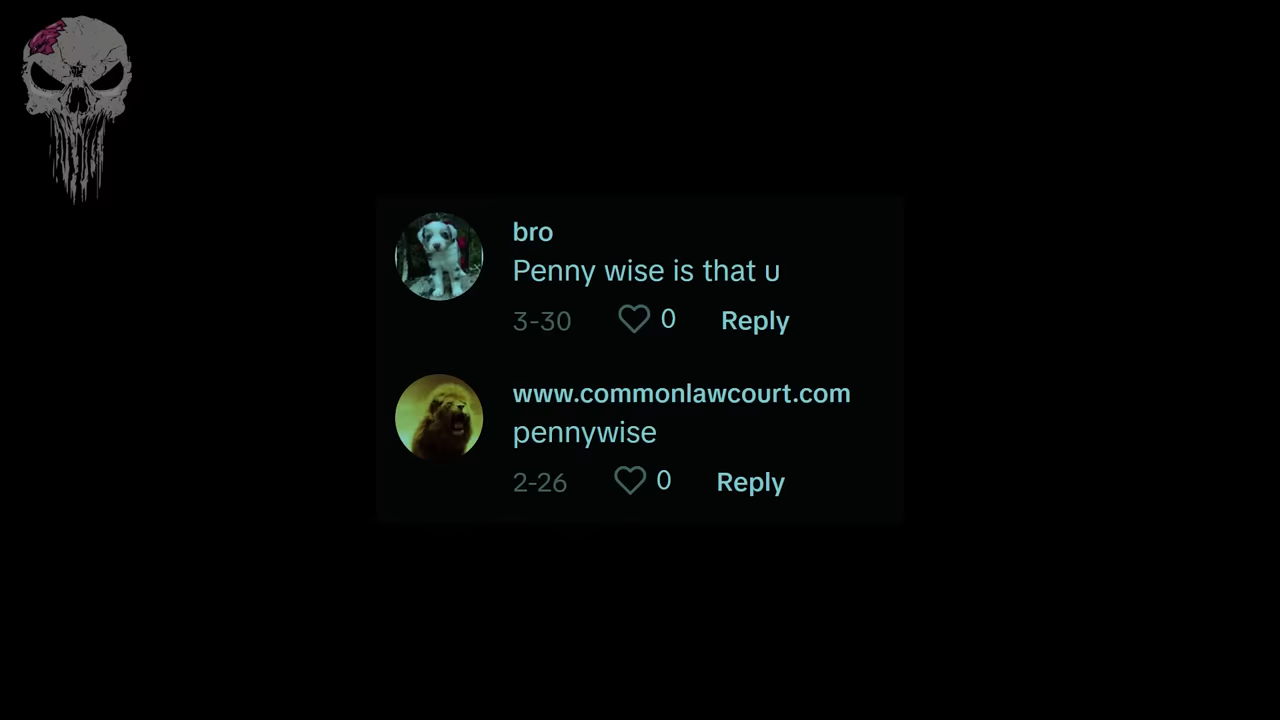 bro
Penny wise is that u
3-30 0 Reply
www.commonlawcourt.com
pennywise
2-26 0 Reply